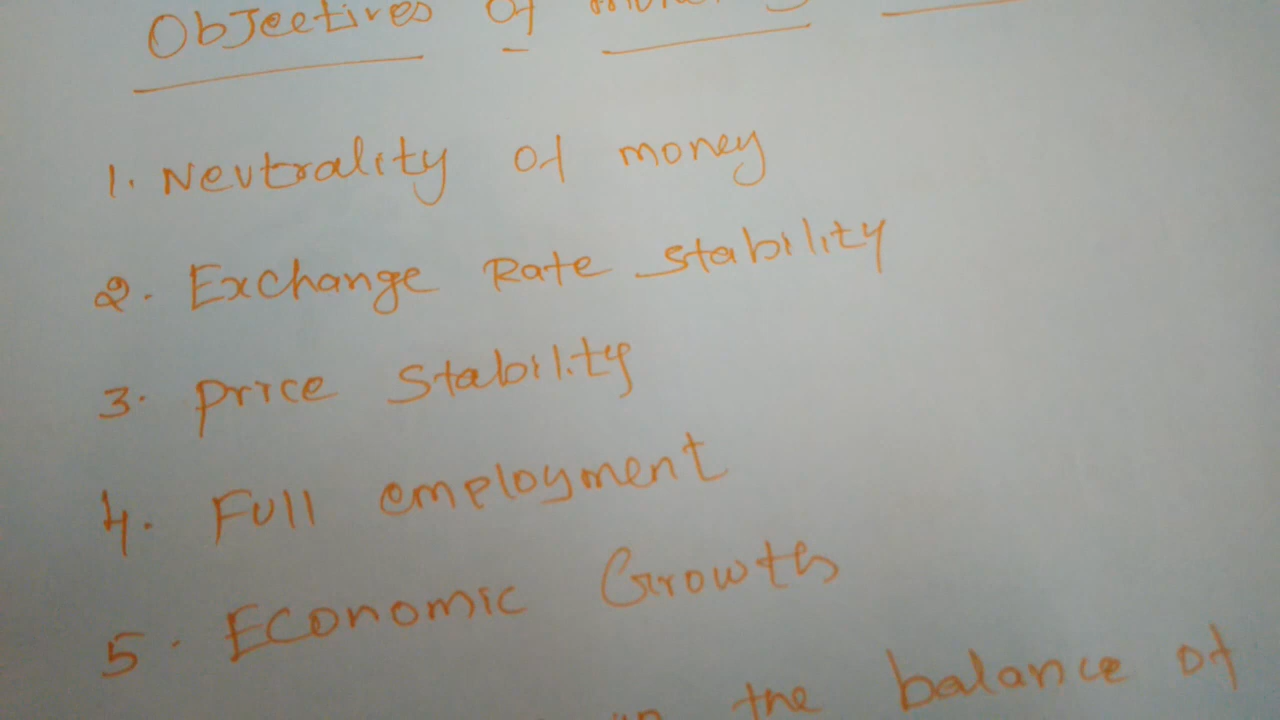 Objectives of
1. Neutrality of money
2. Exchange Rate stability
3. Price Stability
4. Full employment
5. Economic Growth
in the balance of